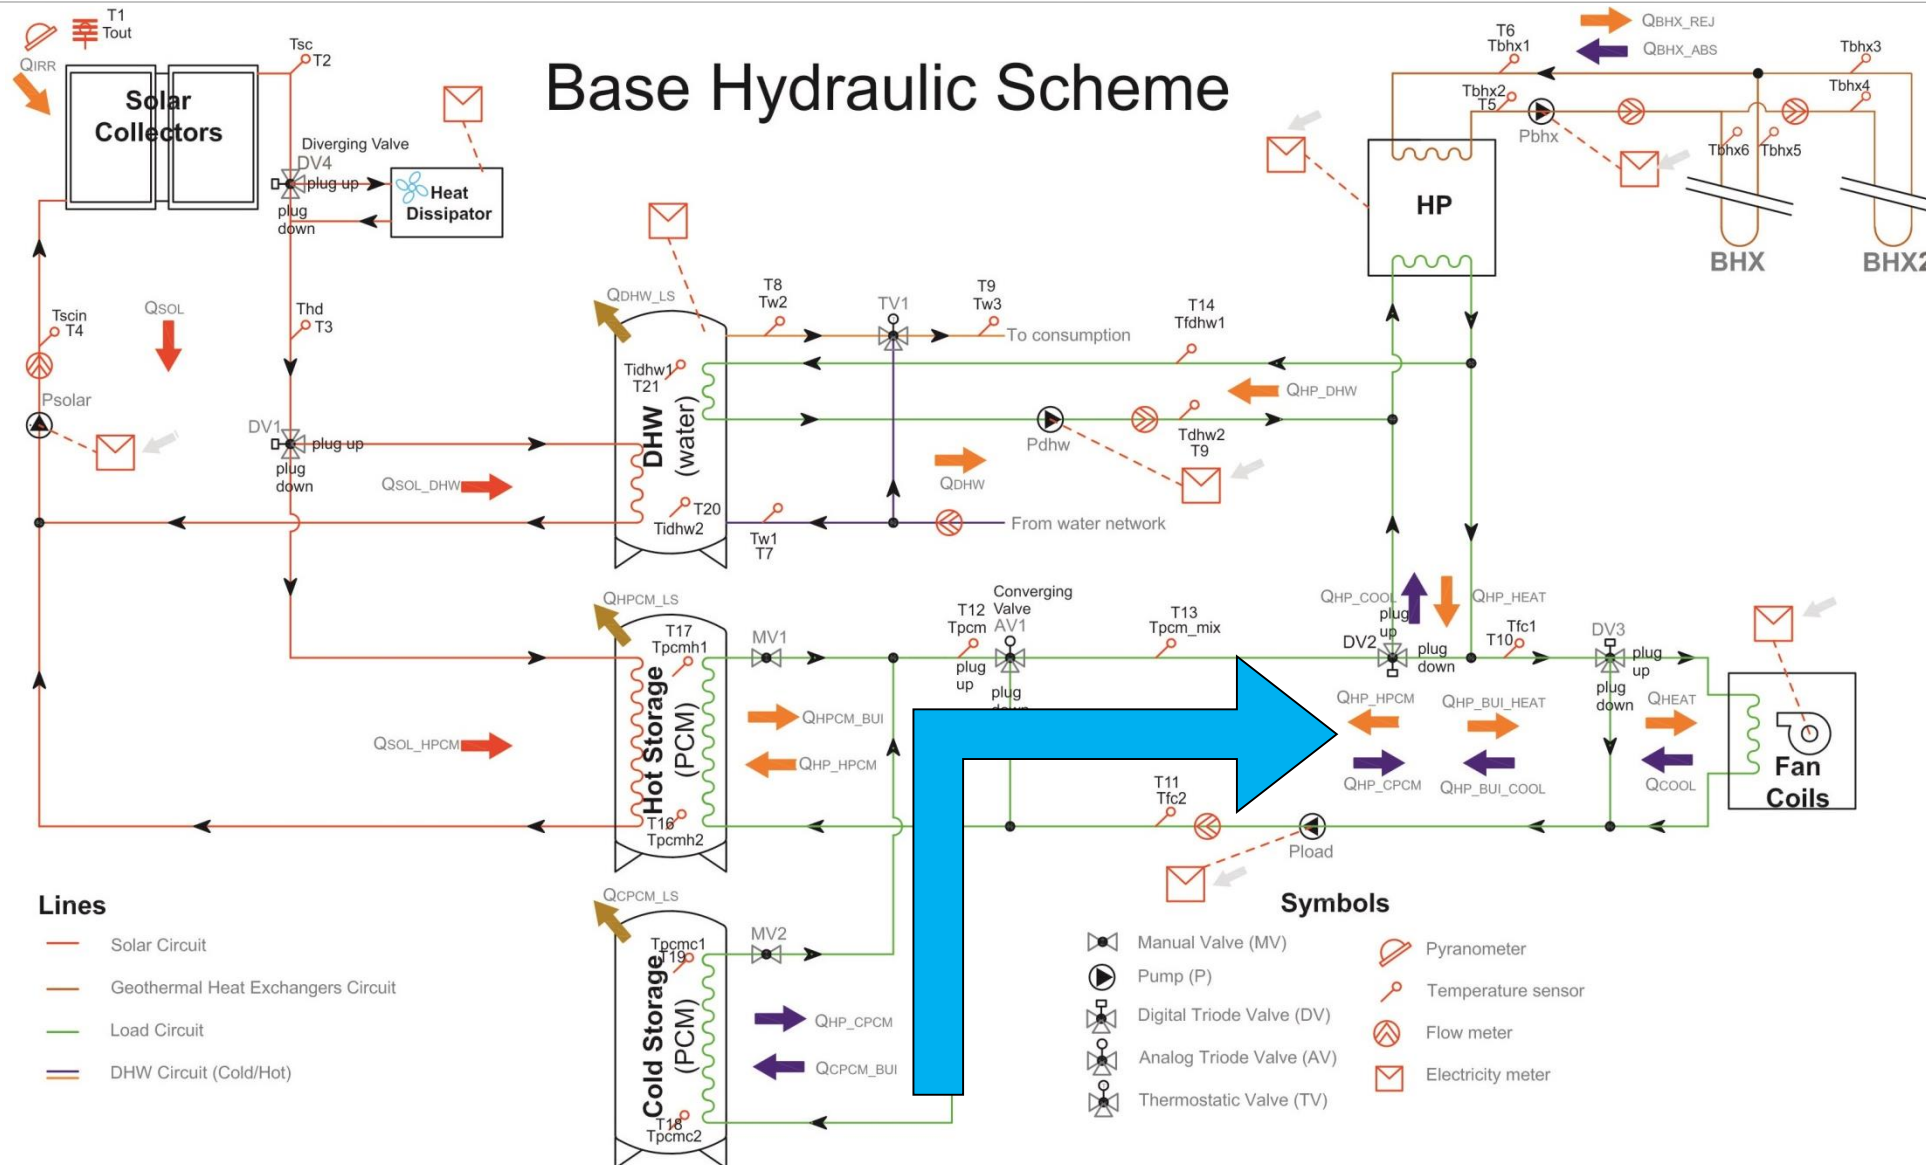 Base Hydraulic Scheme
T1
Tout
QIRR
Solar
Collectors
Tsc
T2
Diverging Valve
DV4
plug up
plug
down
Heat
Dissipator
Tscin
T4
QSOL
Thd
T3
Psolar
DV1
plug up
plug
down
QSOL_DHW
QDHW_LS
T8
Tw2
TV1
T9
Tw3
To consumption
T14
Tfdhw1
Tidhw1
T21
DHW
(water)
QHP_DHW
Pdhw
Tdhw2
T9
QDHW
T20
Tidhw2
Tw1
T7
From water network
T6
Tbhx1
QBHX_REJ
QBHX_ABS
Tbhx3
Tbhx2
T5
Pbhx
Tbhx4
Tbhx6
Tbhx5
HP
BHX
BHX2
QHPCM_LS
T17
Tpcmh1
MV1
Hot Storage
(PCM)
QSOL_HPCM
QHPCM_BUI
QHP_HPCM
T16
Tpcmh2
T12
Tpcm
plug
up
Converging
Valve
AV1
plug
T13
Tpcm_mix
QHP_COOL
plug
up
QHP_HEAT
DV2
plug
down
Tfc1
T10
DV3
plug
up
plug
down
QHP_HPCM
QHP_BUI_HEAT
QHEAT
QHP_CPCM
QHP_BUI_COOL
QCOOL
Fan
Coils
T11
Tfc2
Pload
QCPCM_LS
Tpcmc1
T19
MV2
Cold Storage
(PCM)
QHP_CPCM
QCPCM_BUI
T18
Tpcmc2
Lines
Solar Circuit
Geothermal Heat Exchangers Circuit
Load Circuit
DHW Circuit (Cold/Hot)
Symbols
Manual Valve (MV)
Pump (P)
Digital Triode Valve (DV)
Analog Triode Valve (AV)
Thermostatic Valve (TV)
Pyranometer
Temperature sensor
Flow meter
Electricity meter